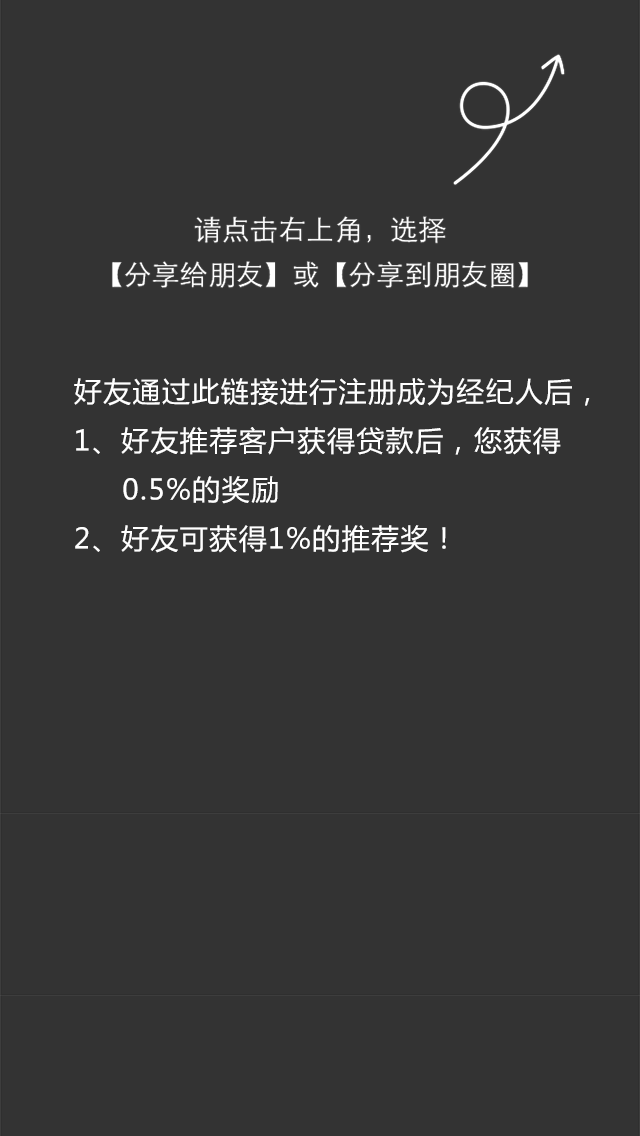 请点击右上角，选择
【分享给朋友】或【分享到朋友圈】
好友通过此链接进行注册成为经纪人后，
1、好友推荐客户获得贷款后，您获得
0.5%的奖励
2、好友可获得1%的推荐奖！